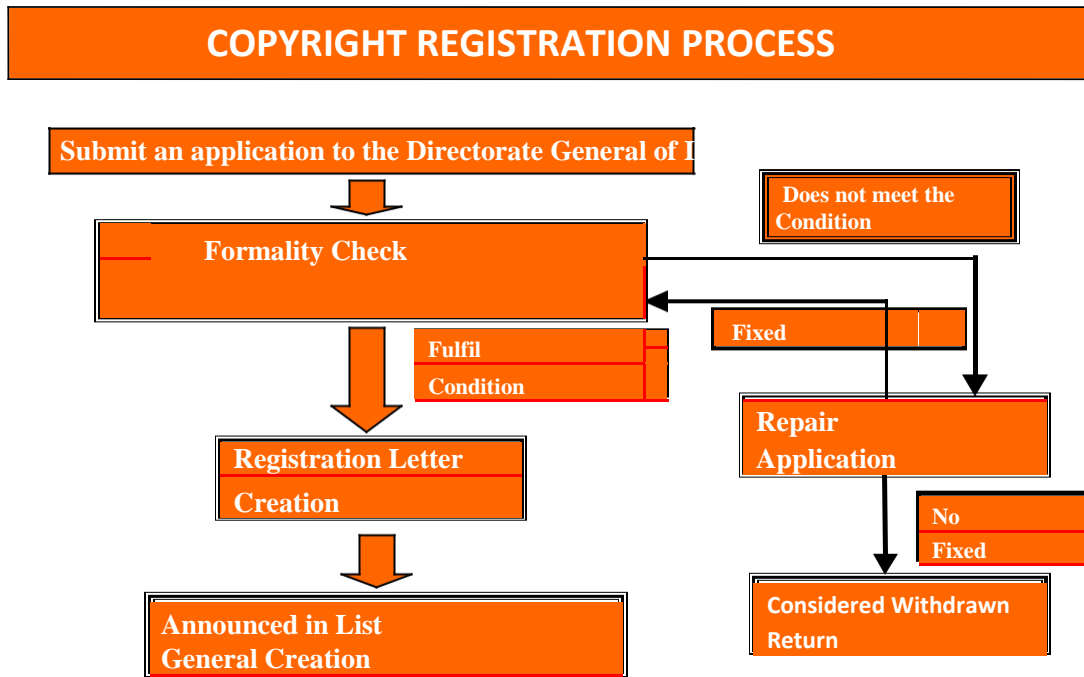 COPYRIGHT REGISTRATION PROCESS
Submit an application to the Directorate General of I
Does not meet the
Condition
Formality Check
Fixed
Fulfil
Condition
Repair
Application
Registration Letter
Creation
No
Fixed
Considered Withdrawn
Return
Announced in List
General Creation